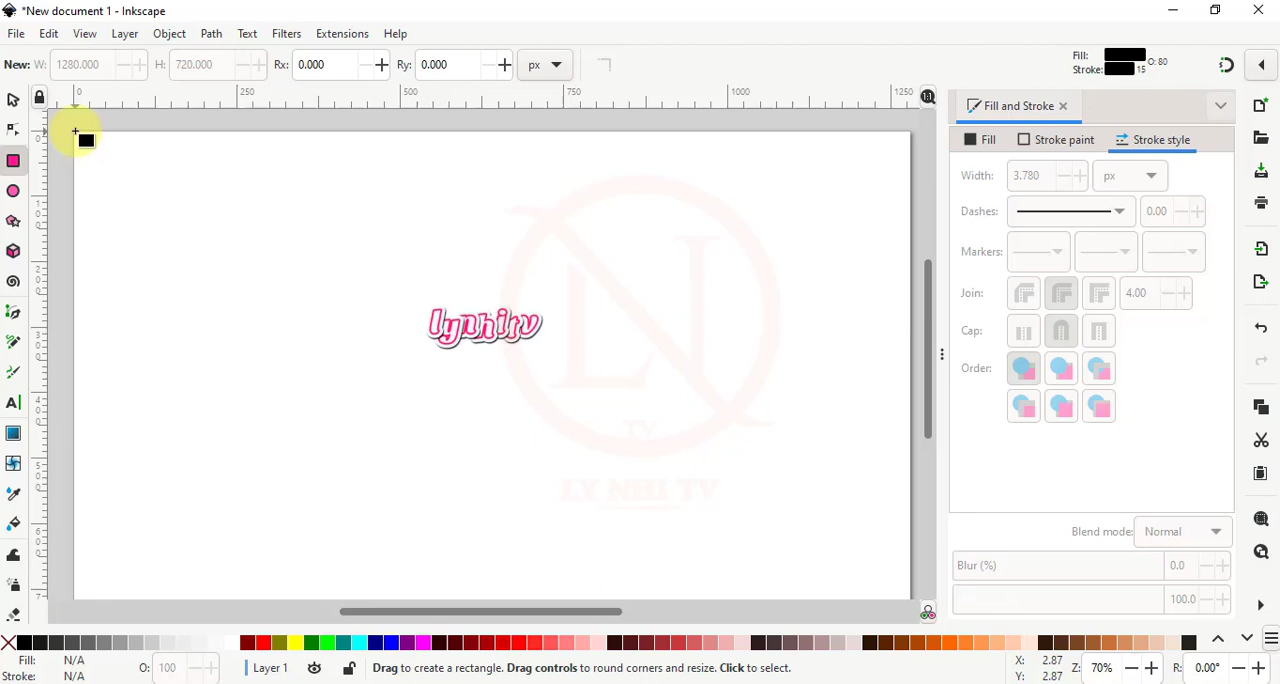 *New document 1 - Inkscape
File Edit View Layer Object Path Text Filters Extensions Help
New: W: 1280.000 H: 720.000 Rx: 0.000 Ry: 0.000 px Fill: Stroke: 15 O: 80
0 250 500 750 1000 1250
1:1
Fill and Stroke
Fill Stroke paint Stroke style
Width: 3.780 px
Dashes: 0.00
Markers:
Join: 4.00
Cap:
Order:
lynhitv
LN
TV
LY NHI TV
Blend mode: Normal
Blur (%) 0.0
100.0
Fill: N/A
Stroke: N/A
O: 100
Layer 1
Drag to create a rectangle. Drag controls to round corners and resize. Click to select.
X: 2.87
Y: 2.87
Z: 70%
R: 0.00°